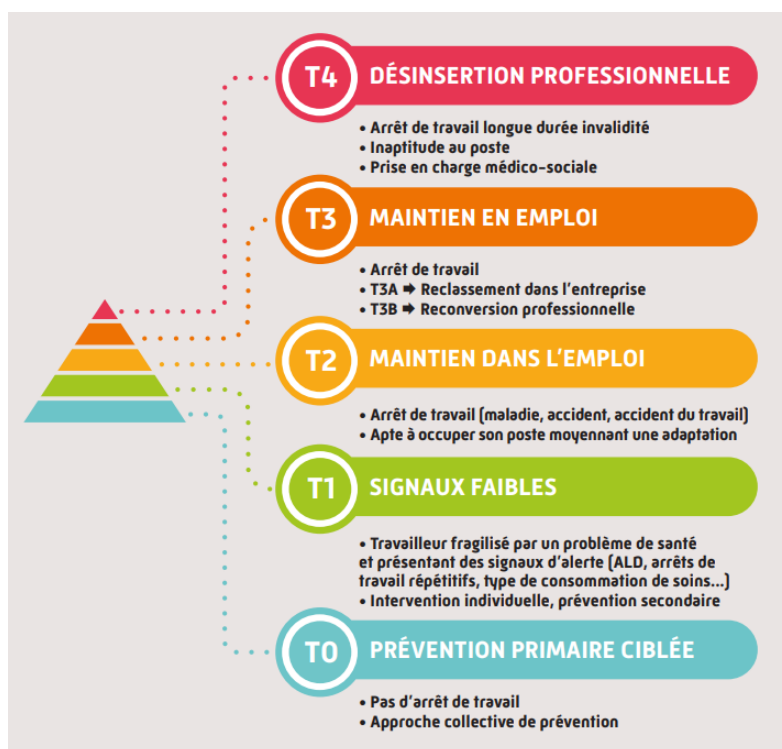 T4 DÉSINSERTION PROFESSIONNELLE
• Arrêt de travail longue durée invalidité
• Inaptitude au poste
• Prise en charge médico-sociale
T3 MAINTIEN EN EMPLOI
• Arrêt de travail
• T3A ➡ Reclassement dans l'entreprise
• T3B ➡ Reconversion professionnelle
T2 MAINTIEN DANS L'EMPLOI
• Arrêt de travail (maladie, accident, accident du travail)
• Apte à occuper son poste moyennant une adaptation
T1 SIGNAUX FAIBLES
• Travailleur fragilisé par un problème de santé
et présentant des signaux d'alerte (ALD, arrêts de
travail répétitifs, type de consommation de soins...)
• Intervention individuelle, prévention secondaire
T0 PRÉVENTION PRIMAIRE CIBLÉE
• Pas d'arrêt de travail
• Approche collective de prévention